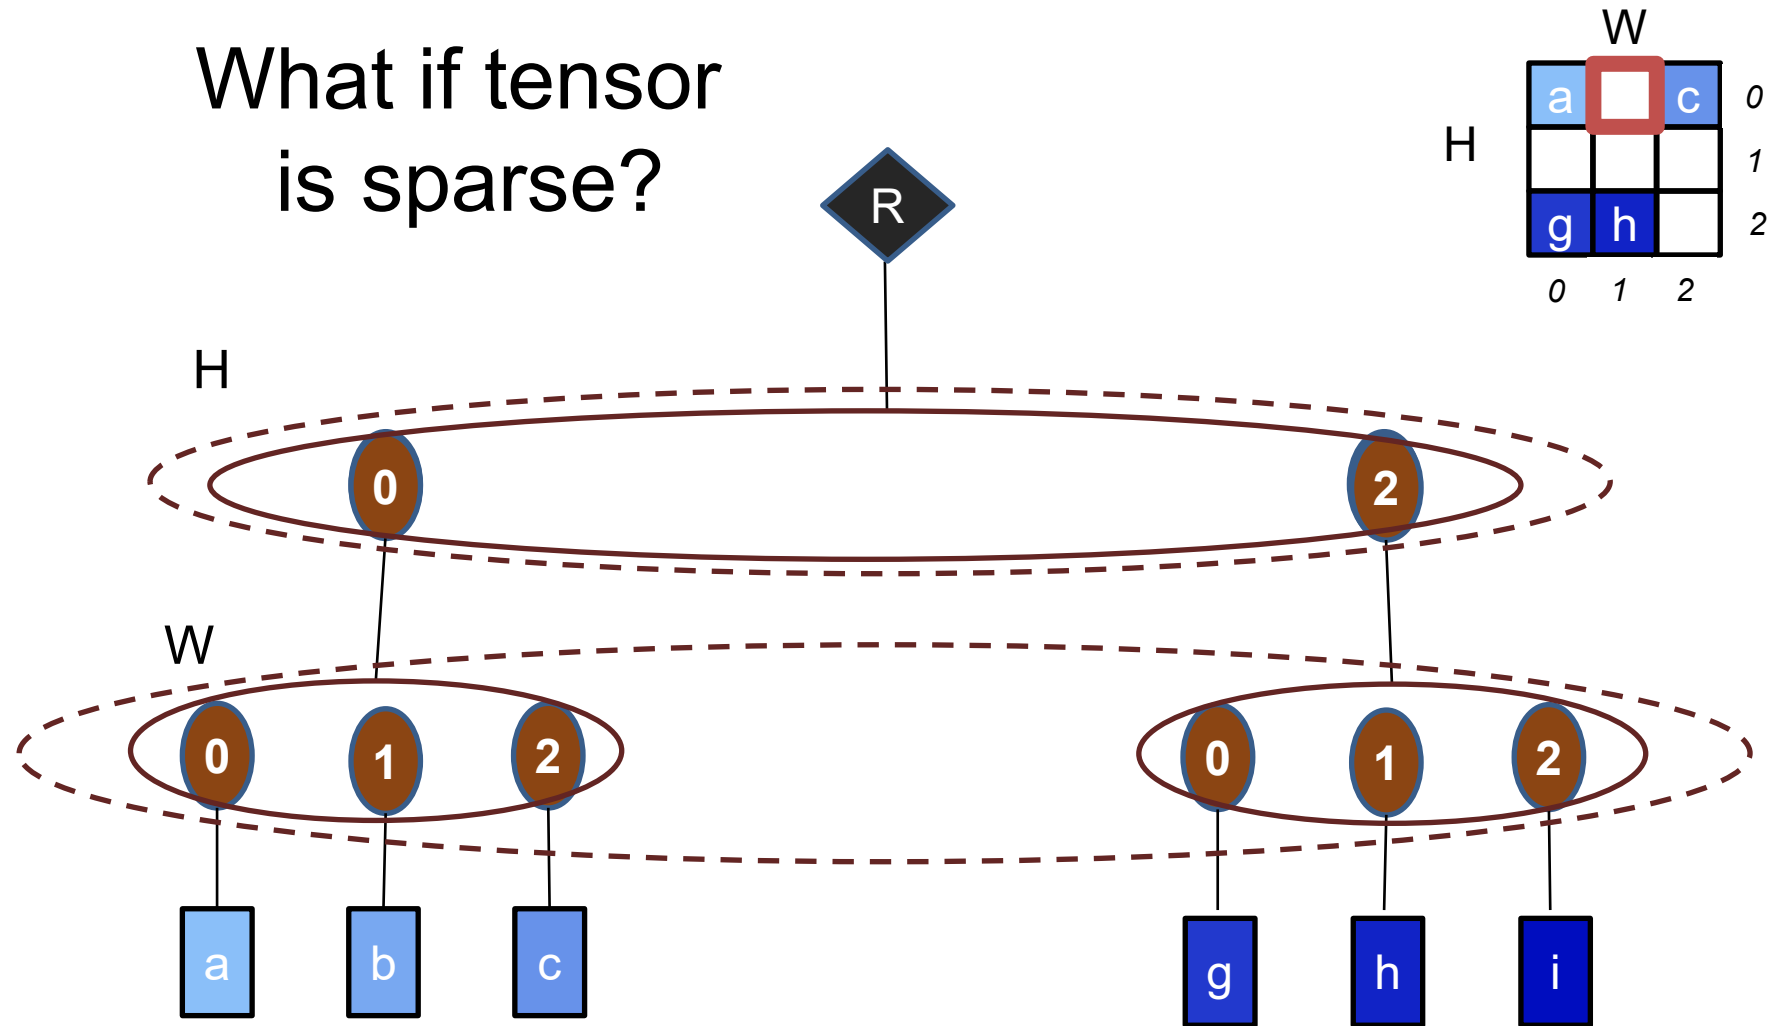 What if tensor
is sparse?
W
a c 0
H 1
g h 2
0 1 2
R
H
0 2
W
0 1 2 0 1 2
a b c g h i